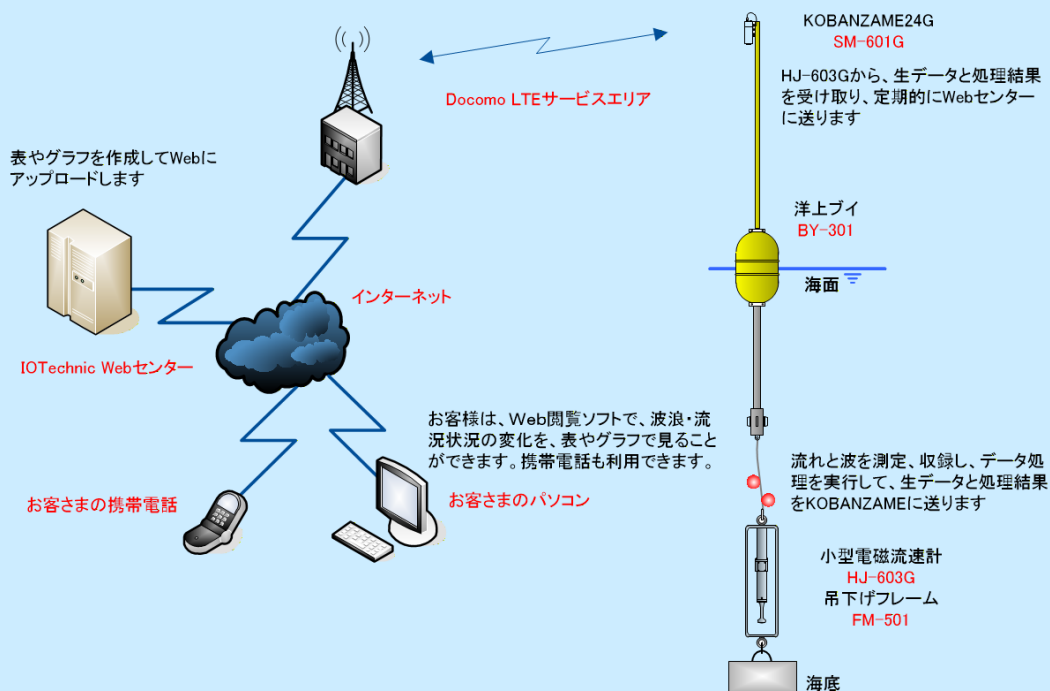 KOBANZAME24G
SM-601G
HJ-603Gから、生データと処理結果
を受け取り、定期的にWebセンター
に送ります
Docomo LTEサービスエリア
表やグラフを作成してWebに
アップロードします
洋上ブイ
BY-301
海面
インターネット
IOTechnic Webセンター
お客様は、Web閲覧ソフトで、波浪・流
況状況の変化を、表やグラフで見ること
ができます。携帯電話も利用できます。
お客さまの携帯電話
お客さまのパソコン
流れと波を測定、収録し、データ処
理を実行して、生データと処理結果
をKOBANZAMEに送ります
小型電磁流速計
HJ-603G
吊下げフレーム
FM-501
海底